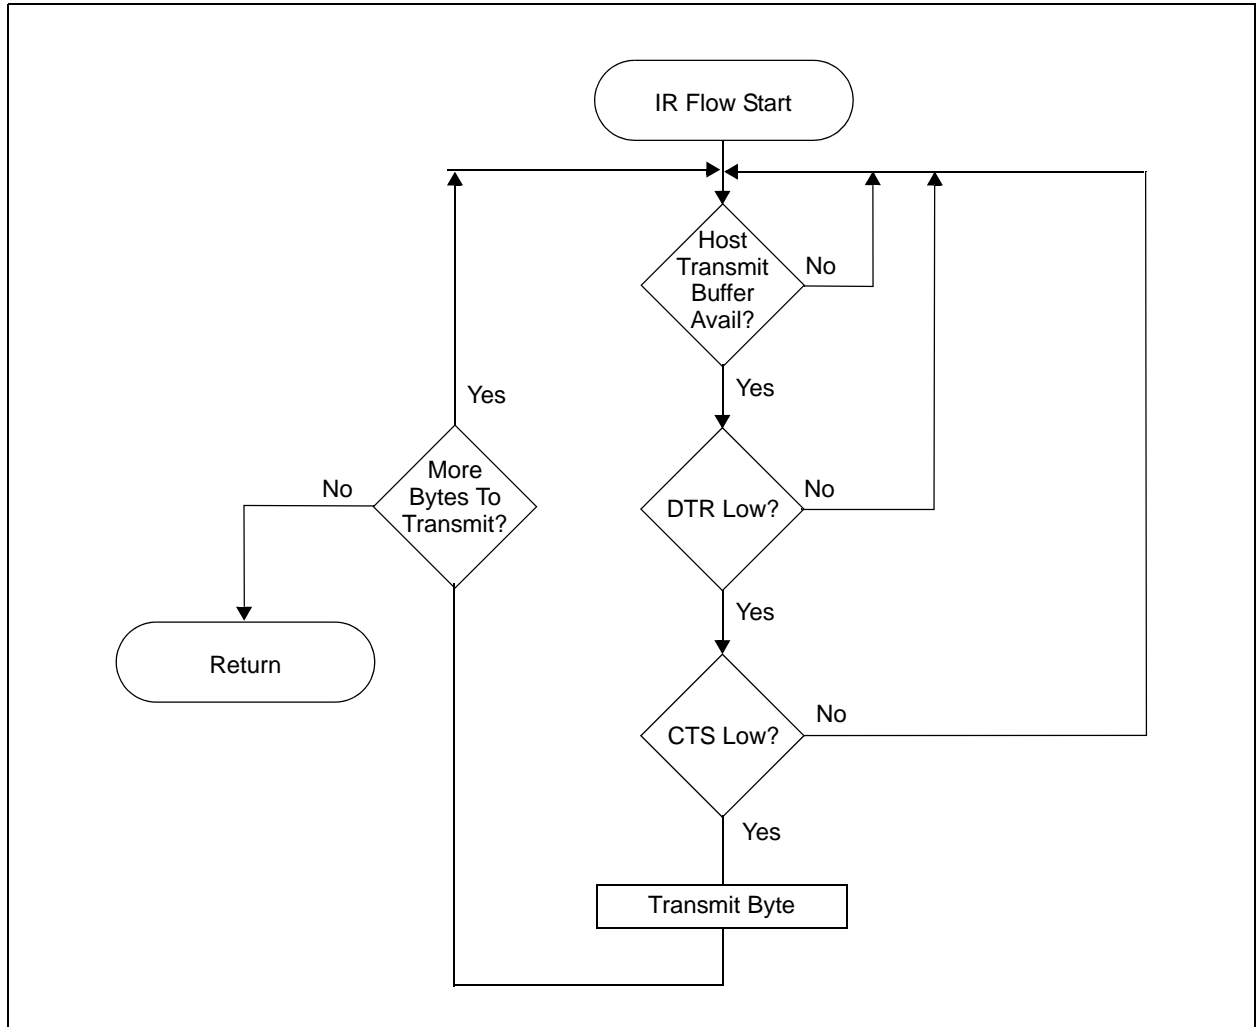 IR Flow Start
Host
Transmit
Buffer
Avail?
No
Yes
Yes
More
Bytes To
Transmit?
No
DTR Low?
No
Yes
Return
CTS Low?
No
Yes
Transmit Byte